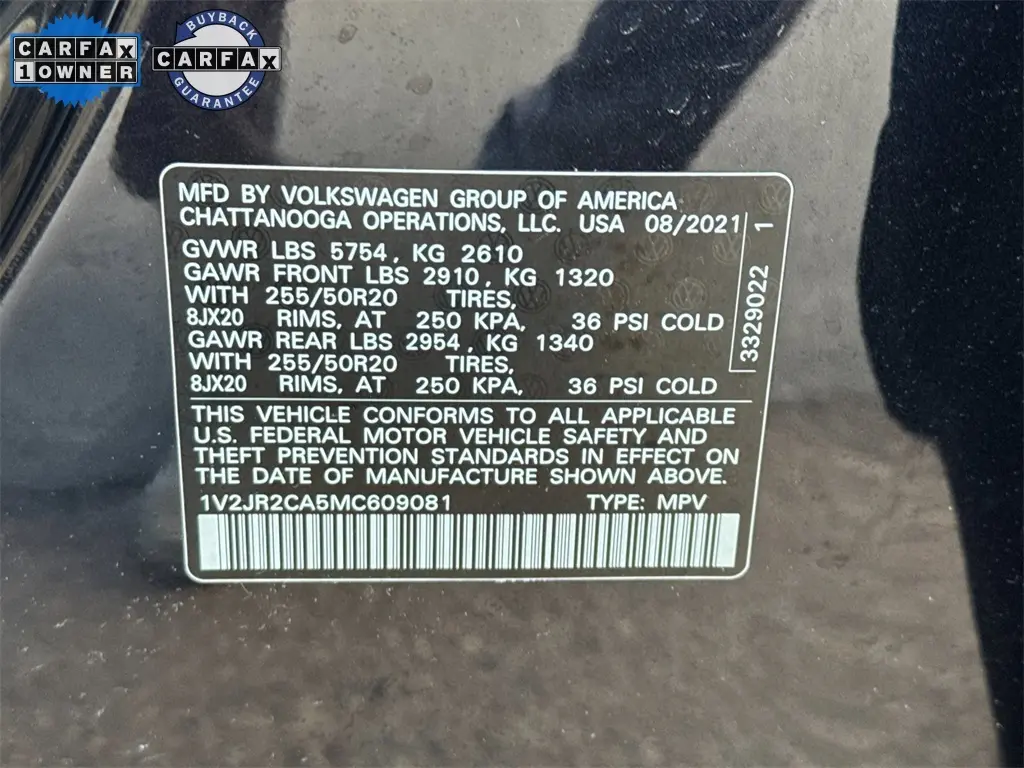 CARFAX
1 OWNER
BUYBACK
CARFAX
GUARANTEE
MFD BY VOLKSWAGEN GROUP OF AMERICA
CHATTANOOGA OPERATIONS, LLC. USA 08/2021
GVWR LBS 5754, KG 2610
GAWR FRONT LBS 2910, KG 1320
WITH 255/50R20 TIRES,
8JX20 RIMS, AT 250 KPA, 36 PSI COLD
GAWR REAR LBS 2954, KG 1340
WITH 255/50R20 TIRES,
8JX20 RIMS, AT 250 KPA, 36 PSI COLD
3329022 1
THIS VEHICLE CONFORMS TO ALL APPLICABLE
U.S. FEDERAL MOTOR VEHICLE SAFETY AND
THEFT PREVENTION STANDARDS IN EFFECT ON
THE DATE OF MANUFACTURE SHOWN ABOVE.
1V2JR2CA5MC609081 TYPE: MPV